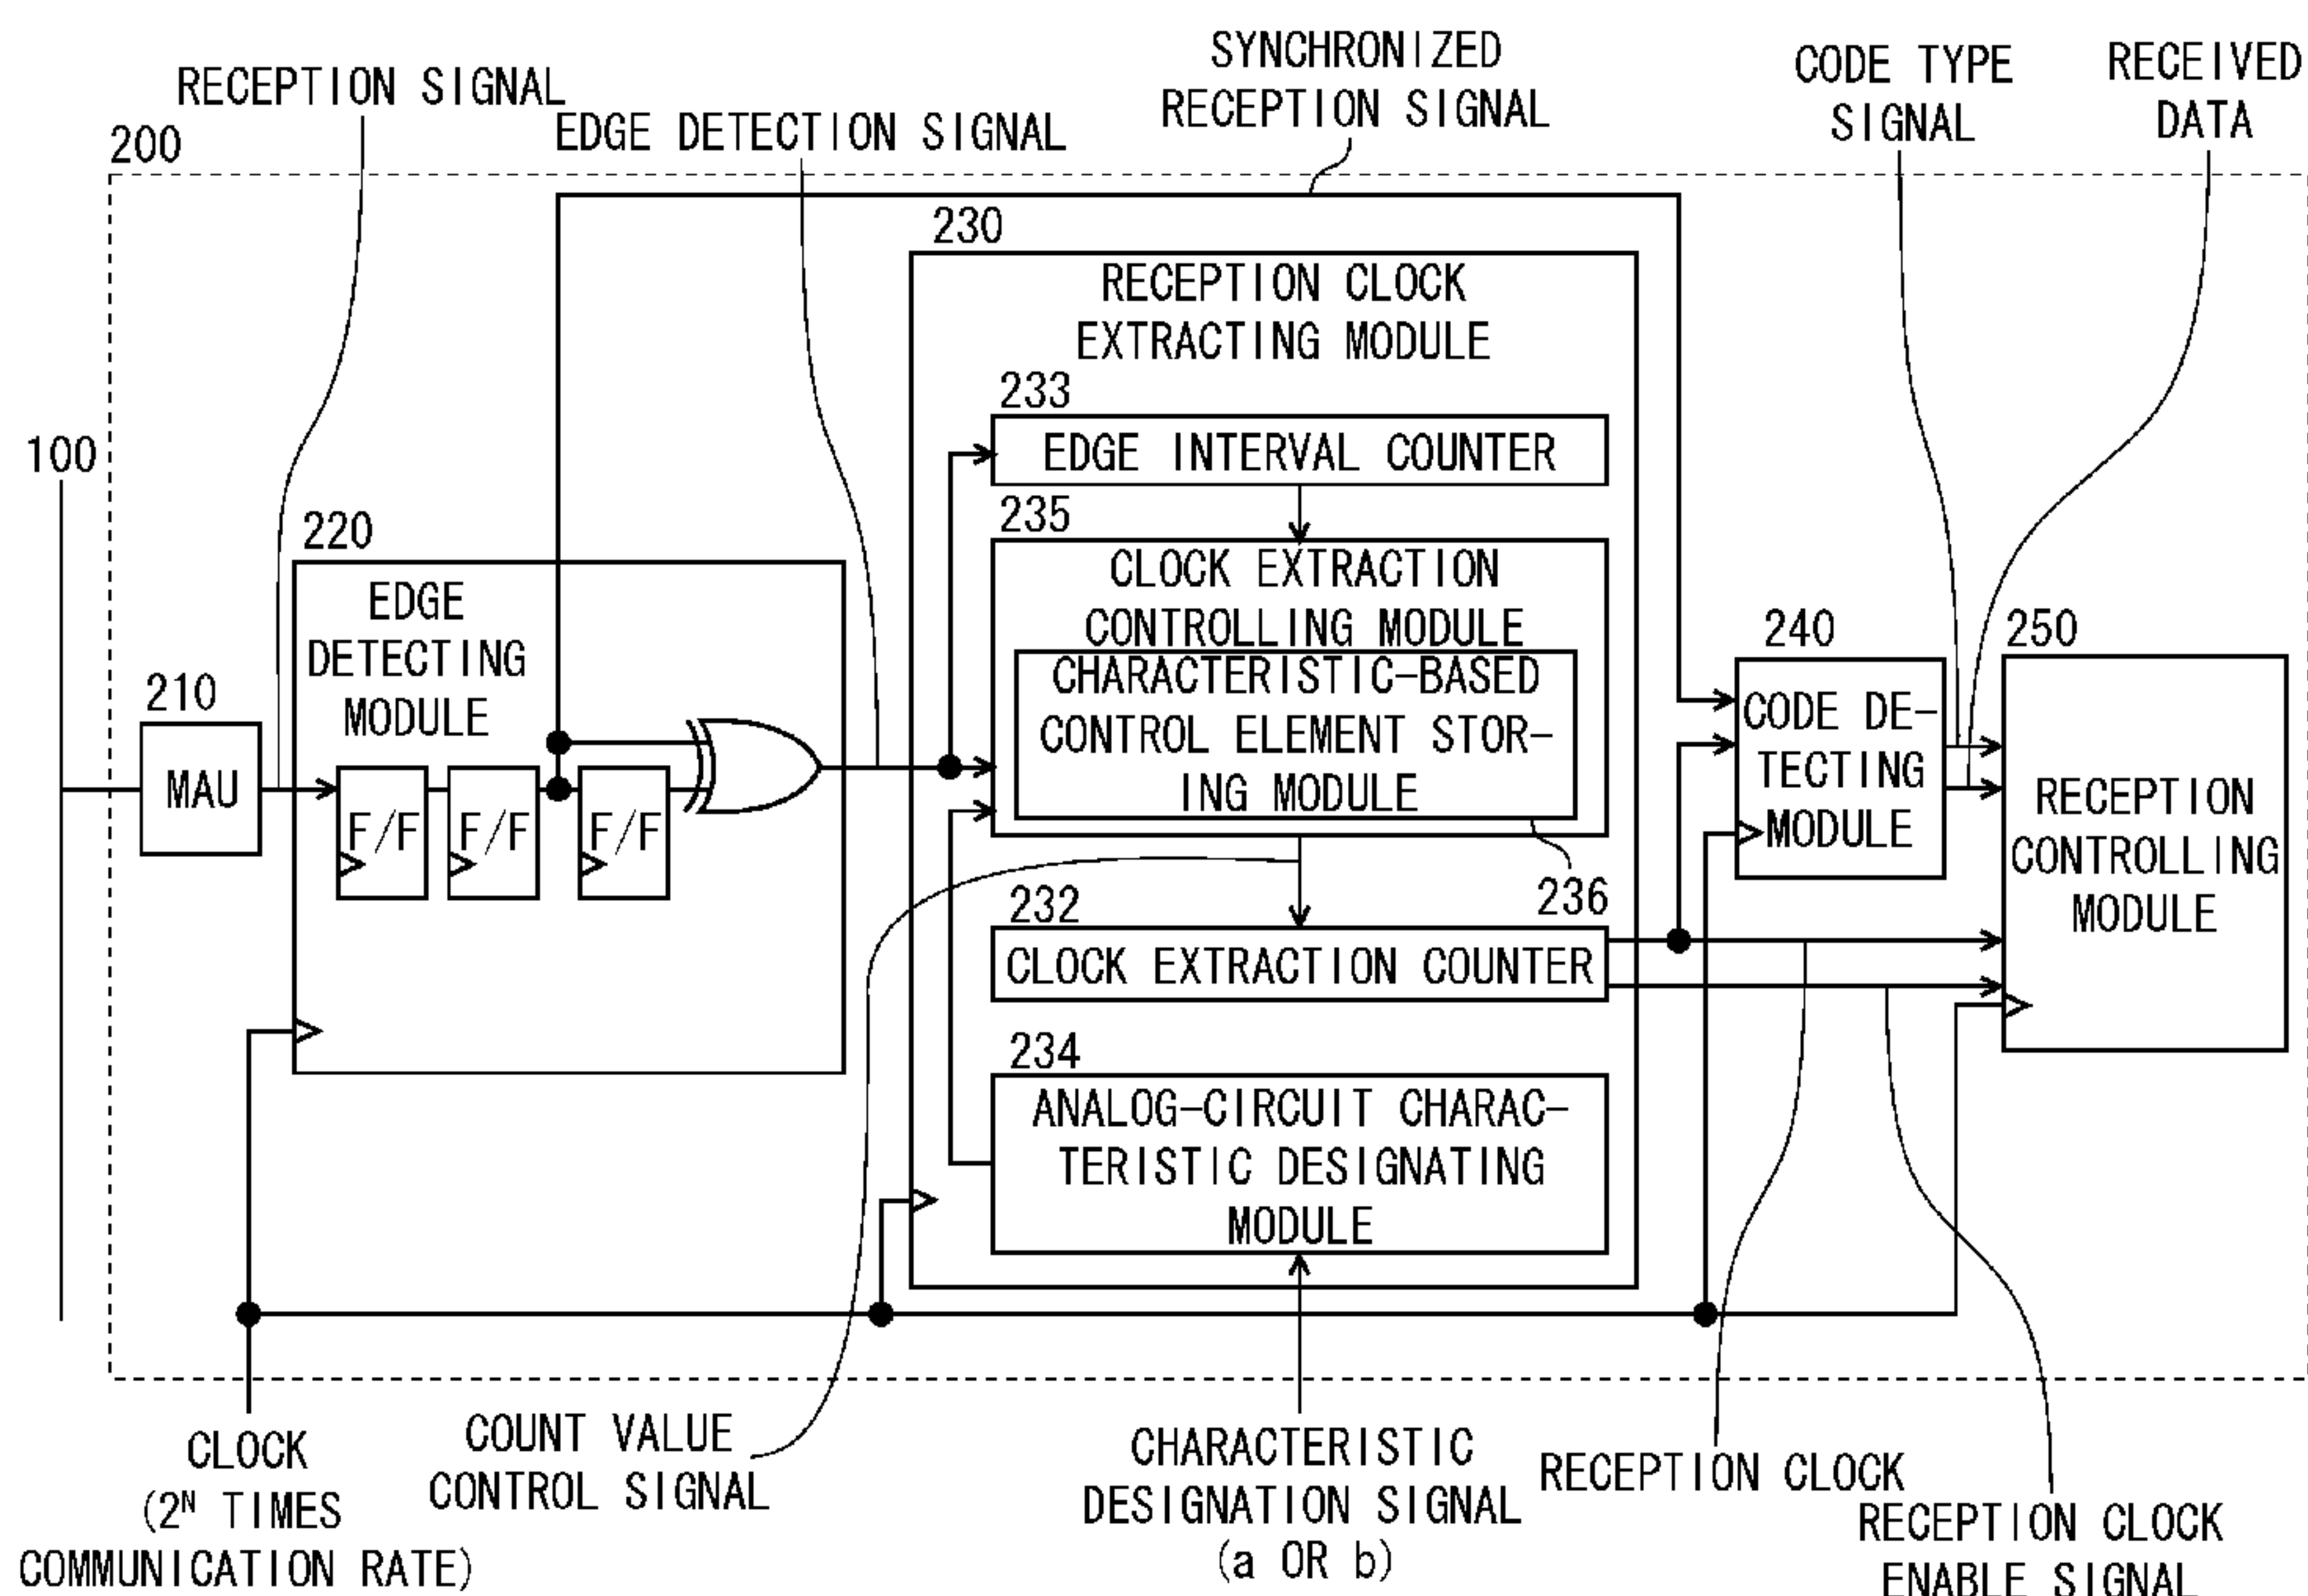 SYNCHRONIZED
RECEPTION SIGNAL
CODE TYPE
SIGNAL
RECEIVED
DATA
RECEPTION SIGNAL
EDGE DETECTION SIGNAL
200
230
RECEPTION CLOCK
EXTRACTING MODULE
233
EDGE INTERVAL COUNTER
100
220
EDGE
DETECTING
MODULE
235
CLOCK EXTRACTION
CONTROLLING MODULE
CHARACTERISTIC-BASED
CONTROL ELEMENT STOR-
ING MODULE
236
210
MAU
F/F
F/F
F/F
240
CODE DE-
TECTING
MODULE
250
RECEPTION
CONTROLLING
MODULE
232
CLOCK EXTRACTION COUNTER
234
ANALOG-CIRCUIT CHARAC-
TERISTIC DESIGNATING
MODULE
CLOCK
(2ᴺ TIMES
COMMUNICATION RATE)
COUNT VALUE
CONTROL SIGNAL
CHARACTERISTIC
DESIGNATION SIGNAL
(a OR b)
RECEPTION CLOCK
RECEPTION CLOCK
ENABLE SIGNAL